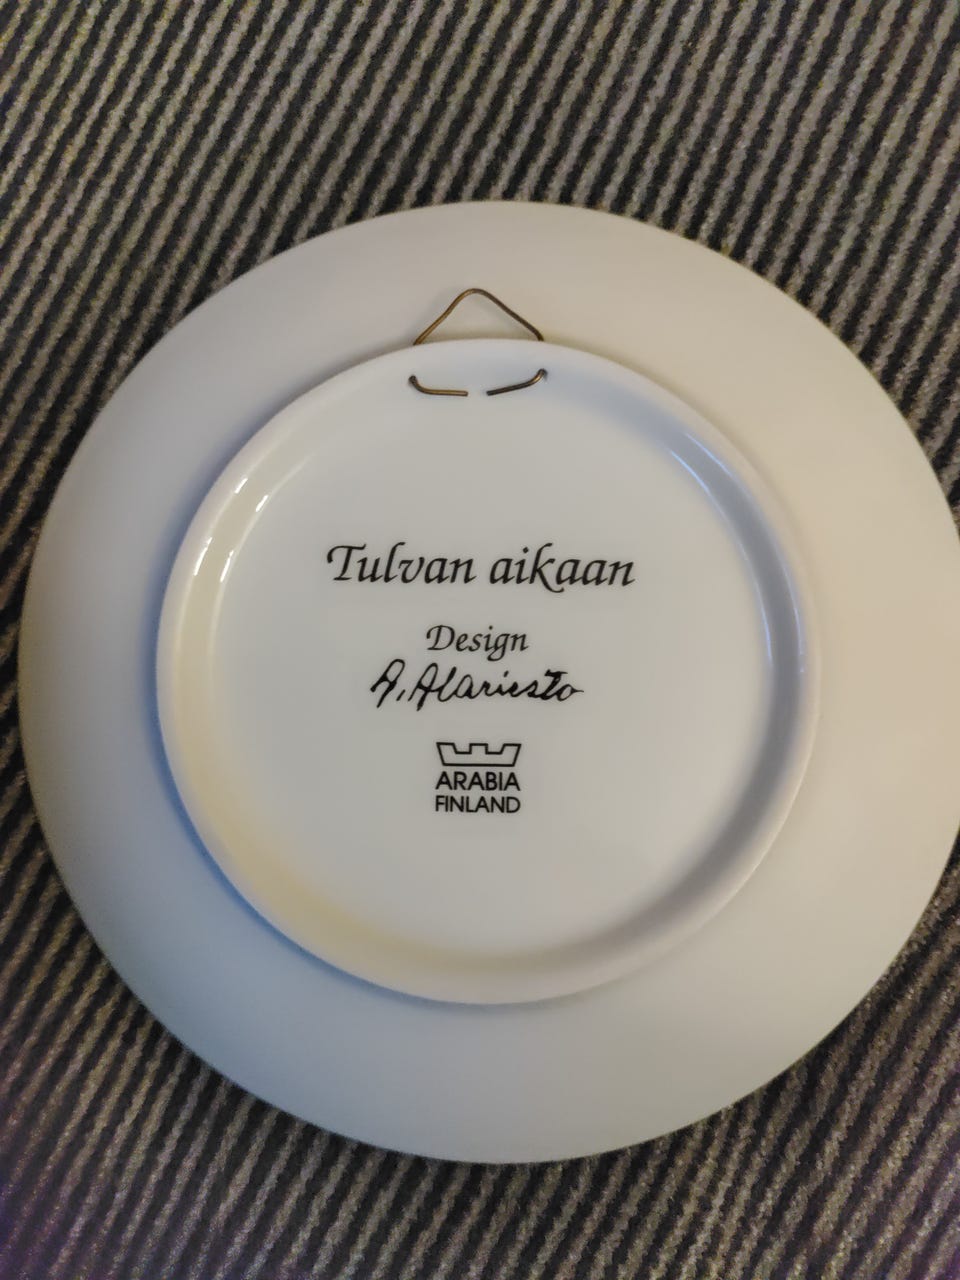 Tulvan aikaan
Design
A. Alariesto
ARABIA
FINLAND